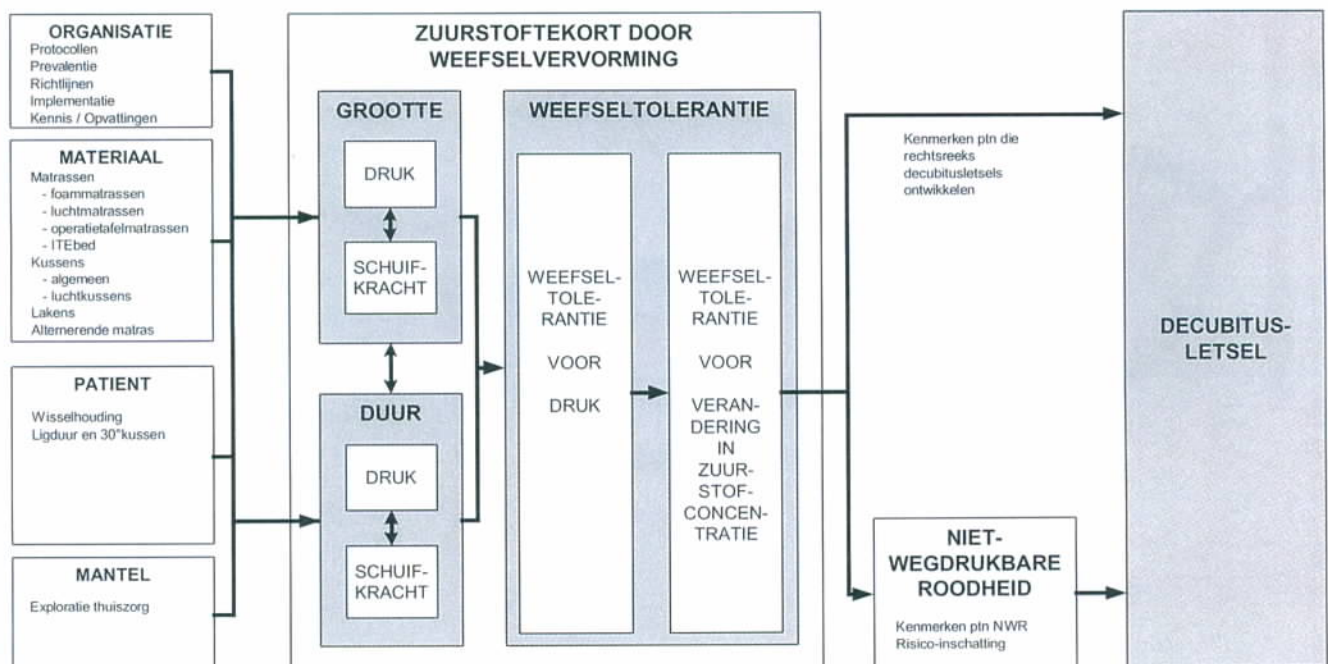 ORGANISATIE
Protocollen
Prevalentie
Richtlijnen
Implementatie
Kennis / Opvattingen
MATERIAAL
Matrassen
- foammatrassen
- luchtmatrassen
- operatietafelmatrassen
- ITEbed
Kussens
- algemeen
- luchtkussens
Lakens
Alternerende matras
PATIENT
Wisselhouding
Ligduur en 30°kussen
MANTEL
Exploratie thuiszorg
ZUURSTOFTEKORT DOOR
WEEFSELVERVORMING
GROOTTE
DRUK
SCHUIF-
KRACHT
DUUR
DRUK
SCHUIF-
KRACHT
WEEFSELTOLERANTIE
WEEFSEL-
TOLE-
RANTIE
VOOR
DRUK
WEEFSEL-
TOLE-
RANTIE
VOOR
VERAN-
DERING
IN
ZUUR-
STOF-
CONCEN-
TRATIE
Kenmerken ptn die
rechtsreeks
decubitusletsels
ontwikkelen
NIET-
WEGDRUKBARE
ROODHEID
Kenmerken ptn NWR
Risico-inschatting
DECUBITUS-
LETSEL